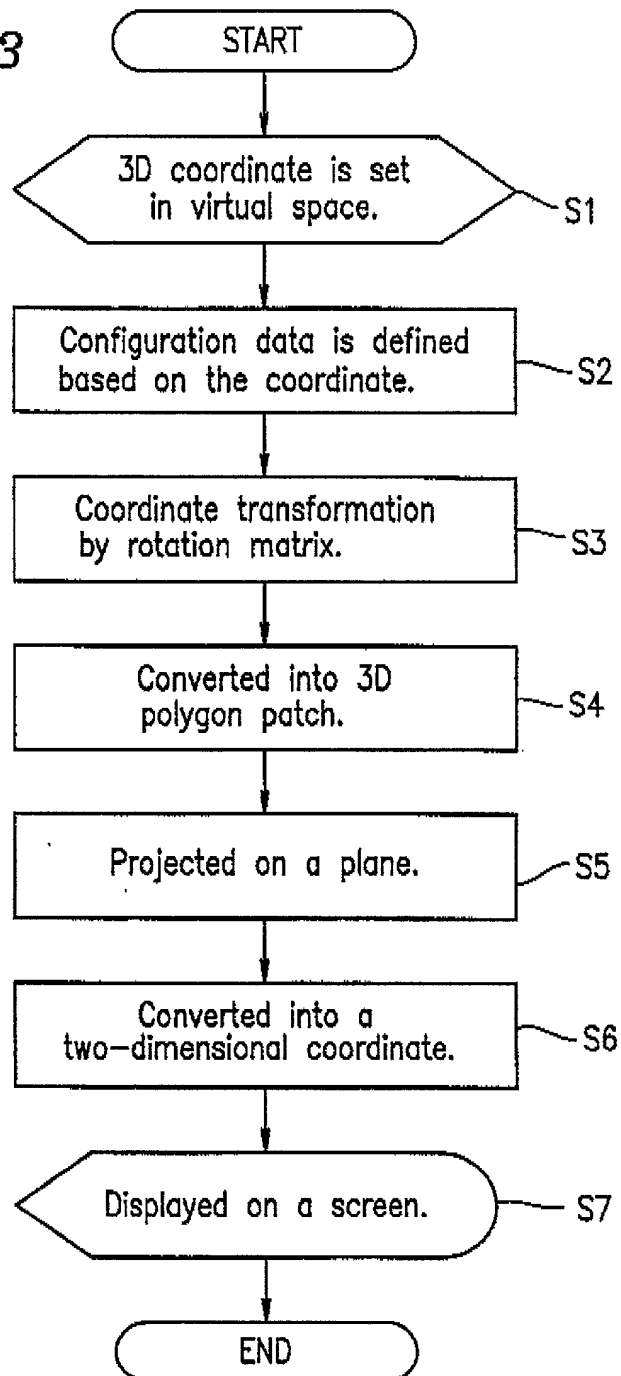 3
START
3D coordinate is set
in virtual space.
S1
Configuration data is defined
based on the coordinate.
S2
Coordinate transformation
by rotation matrix.
S3
Converted into 3D
polygon patch.
S4
Projected on a plane.
S5
Converted into a
two-dimensional coordinate.
S6
Displayed on a screen.
S7
END